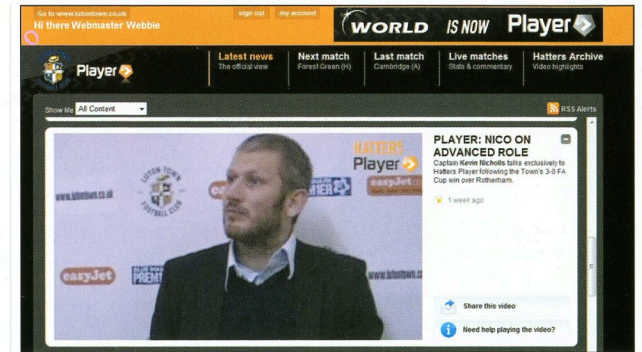 Go to www.lutontown.co.uk
sign out
my account
Hi there Webmaster Webbie
WORLD IS NOW Player
Player
Latest news
The official view
Next match
Forest Green (H)
Last match
Cambridge (A)
Live matches
Stats & commentary
Hatters Archive
Video highlights
Show Me
All Content
RSS Alerts
HATTERS
Player
LUTON TOWN
FOOTBALL CLUB
www.lutontown.co.uk
easyJet
easyJet
www.lutontown.co
PLAYER: NICO ON
ADVANCED ROLE
Captain Kevin Nicholls talks exclusively to
Hatters Player following the Town's 3-0 FA
Cup win over Rotherham.
1 week ago
Share this video
Need help playing the video?